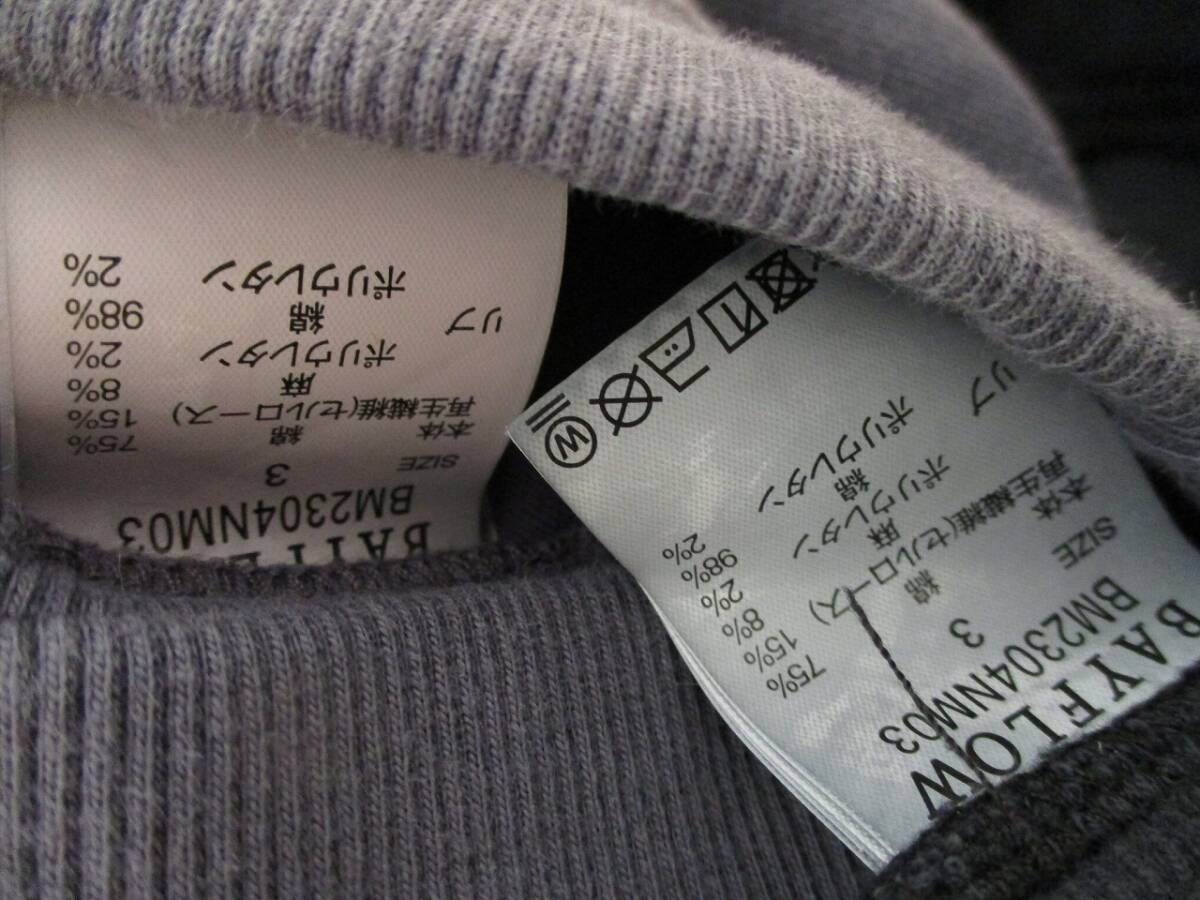 BM2304NM03
SIZE 3
本体 綿 75%
再生繊維(セルロース) 15%
麻 8%
ポリウレタン 2%
リブ 綿 98%
ポリウレタン 2%
BAYFLOW
BM2304NM03
SIZE 3
本体 綿 75%
再生繊維(セルロース) 15%
麻 8%
ポリウレタン 2%
リブ 綿 98%
ポリウレタン 2%
W